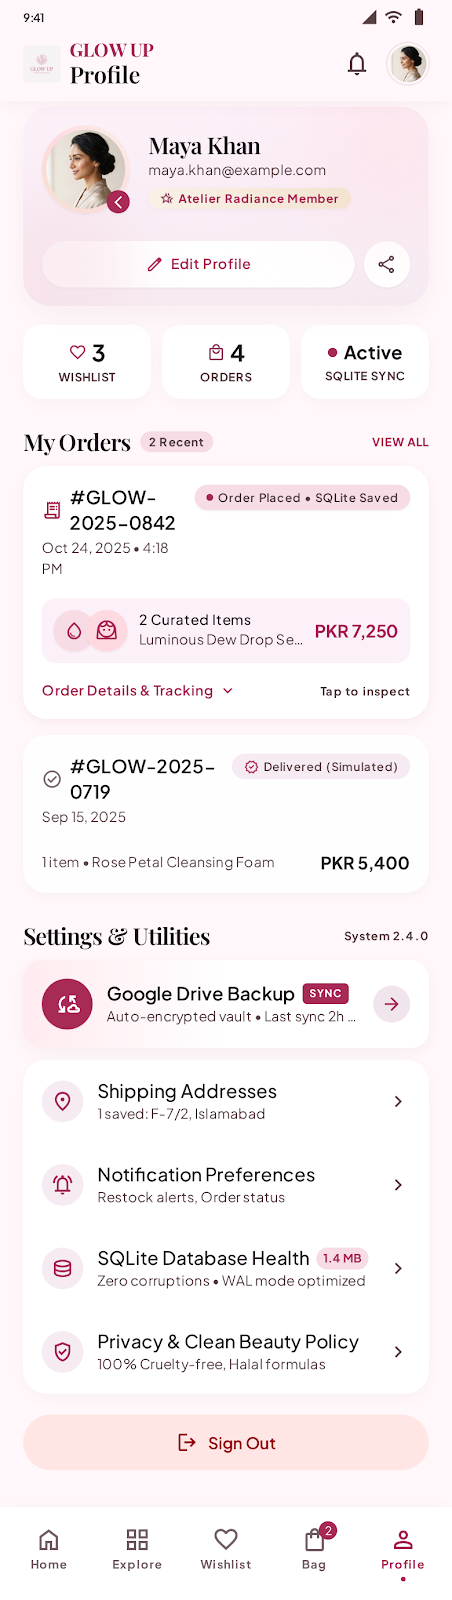 9:41
GLOW UP
GLOW UP
Profile
Maya Khan
maya.khan@example.com
Atelier Radiance Member
Edit Profile
3
WISHLIST
4
ORDERS
Active
SQLITE SYNC
My Orders
2 Recent
VIEW ALL
#GLOW-
2025-0842
Order Placed • SQLite Saved
Oct 24, 2025 • 4:18
PM
2 Curated Items
Luminous Dew Drop Se...
PKR 7,250
Order Details & Tracking
Tap to inspect
#GLOW-2025-
0719
Delivered (Simulated)
Sep 15, 2025
1 item • Rose Petal Cleansing Foam
PKR 5,400
Settings & Utilities
System 2.4.0
Google Drive Backup
SYNC
Auto-encrypted vault • Last sync 2h ...
Shipping Addresses
1 saved: F-7/2, Islamabad
Notification Preferences
Restock alerts, Order status
SQLite Database Health
1.4 MB
Zero corruptions • WAL mode optimized
Privacy & Clean Beauty Policy
100% Cruelty-free, Halal formulas
Sign Out
2
Home
Explore
Wishlist
Bag
Profile